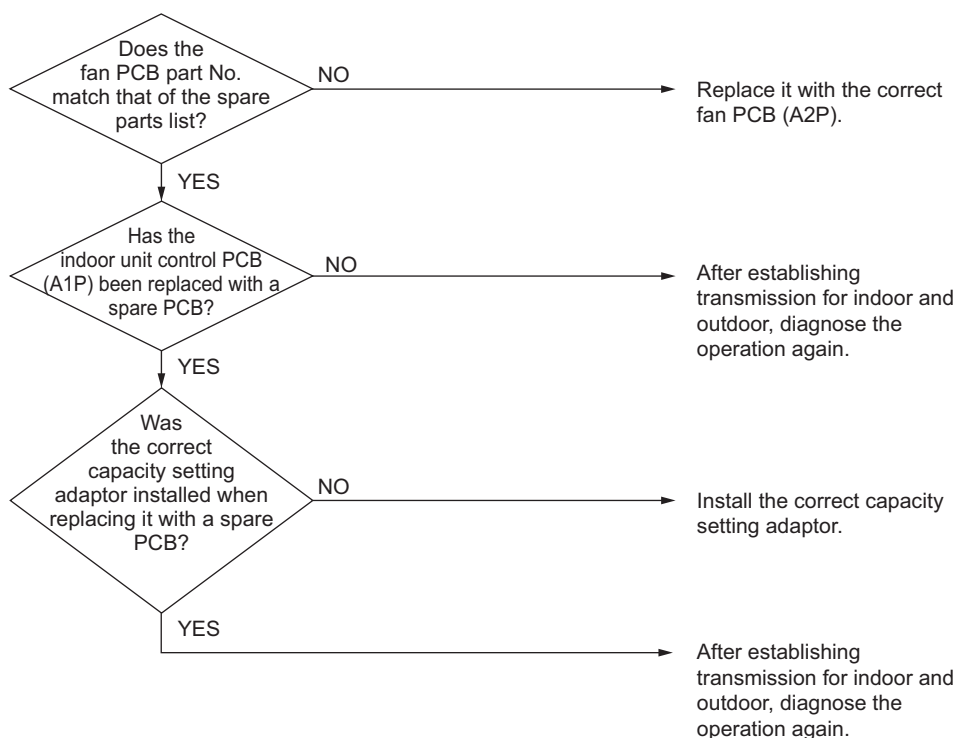 Does the
fan PCB part No.
match that of the spare
parts list?
NO
Replace it with the correct
fan PCB (A2P).
YES
Has the
indoor unit control PCB
(A1P) been replaced with a
spare PCB?
NO
After establishing
transmission for indoor and
outdoor, diagnose the
operation again.
YES
Was
the correct
capacity setting
adaptor installed when
replacing it with a spare
PCB?
NO
Install the correct capacity
setting adaptor.
YES
After establishing
transmission for indoor and
outdoor, diagnose the
operation again.